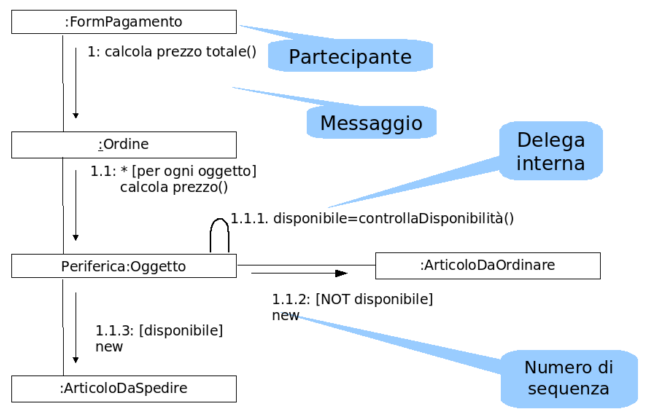 :FormPagamento
1: calcola prezzo totale()
Partecipante
Messaggio
:Ordine
Delega
interna
1.1: * [per ogni oggetto]
calcola prezzo()
1.1.1. disponibile=controllaDisponibilità()
Periferica:Oggetto
:ArticoloDaOrdinare
1.1.2: [NOT disponibile]
new
1.1.3: [disponibile]
new
Numero di
sequenza
:ArticoloDaSpedire